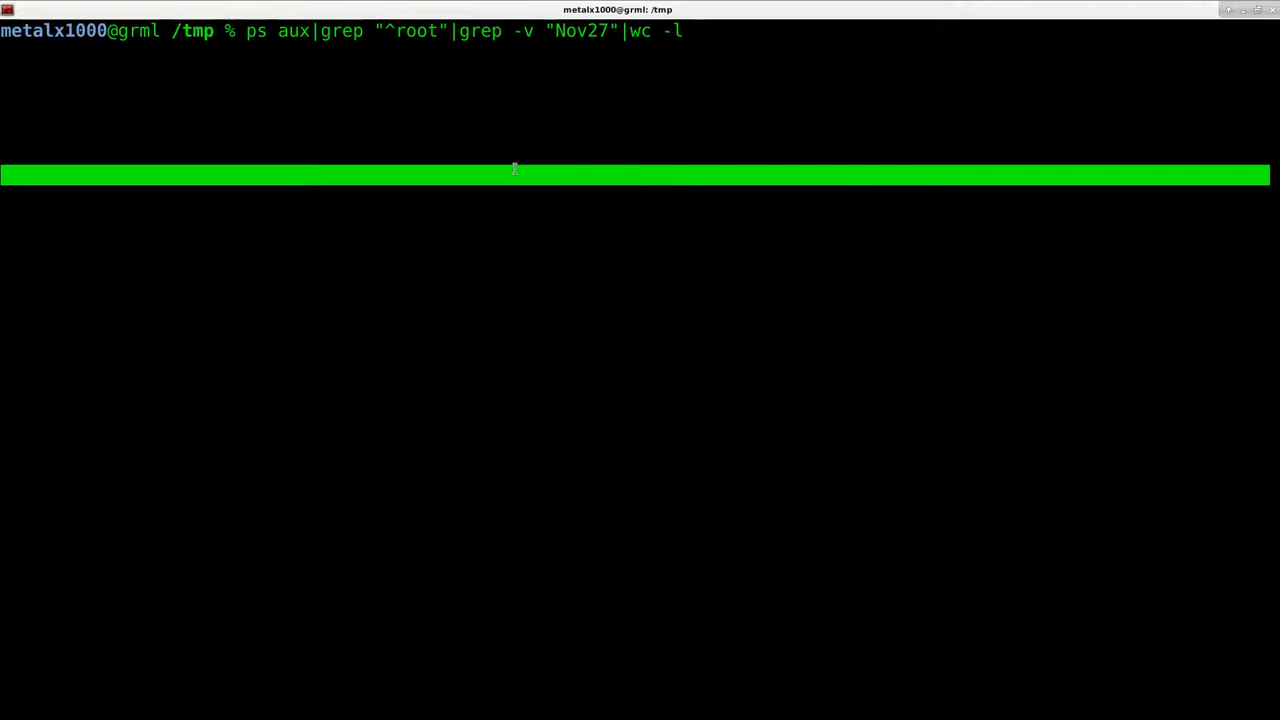 metalx1000@grml: /tmp
metalx1000@grml /tmp % ps aux|grep "^root"|grep -v "Nov27"|wc -l